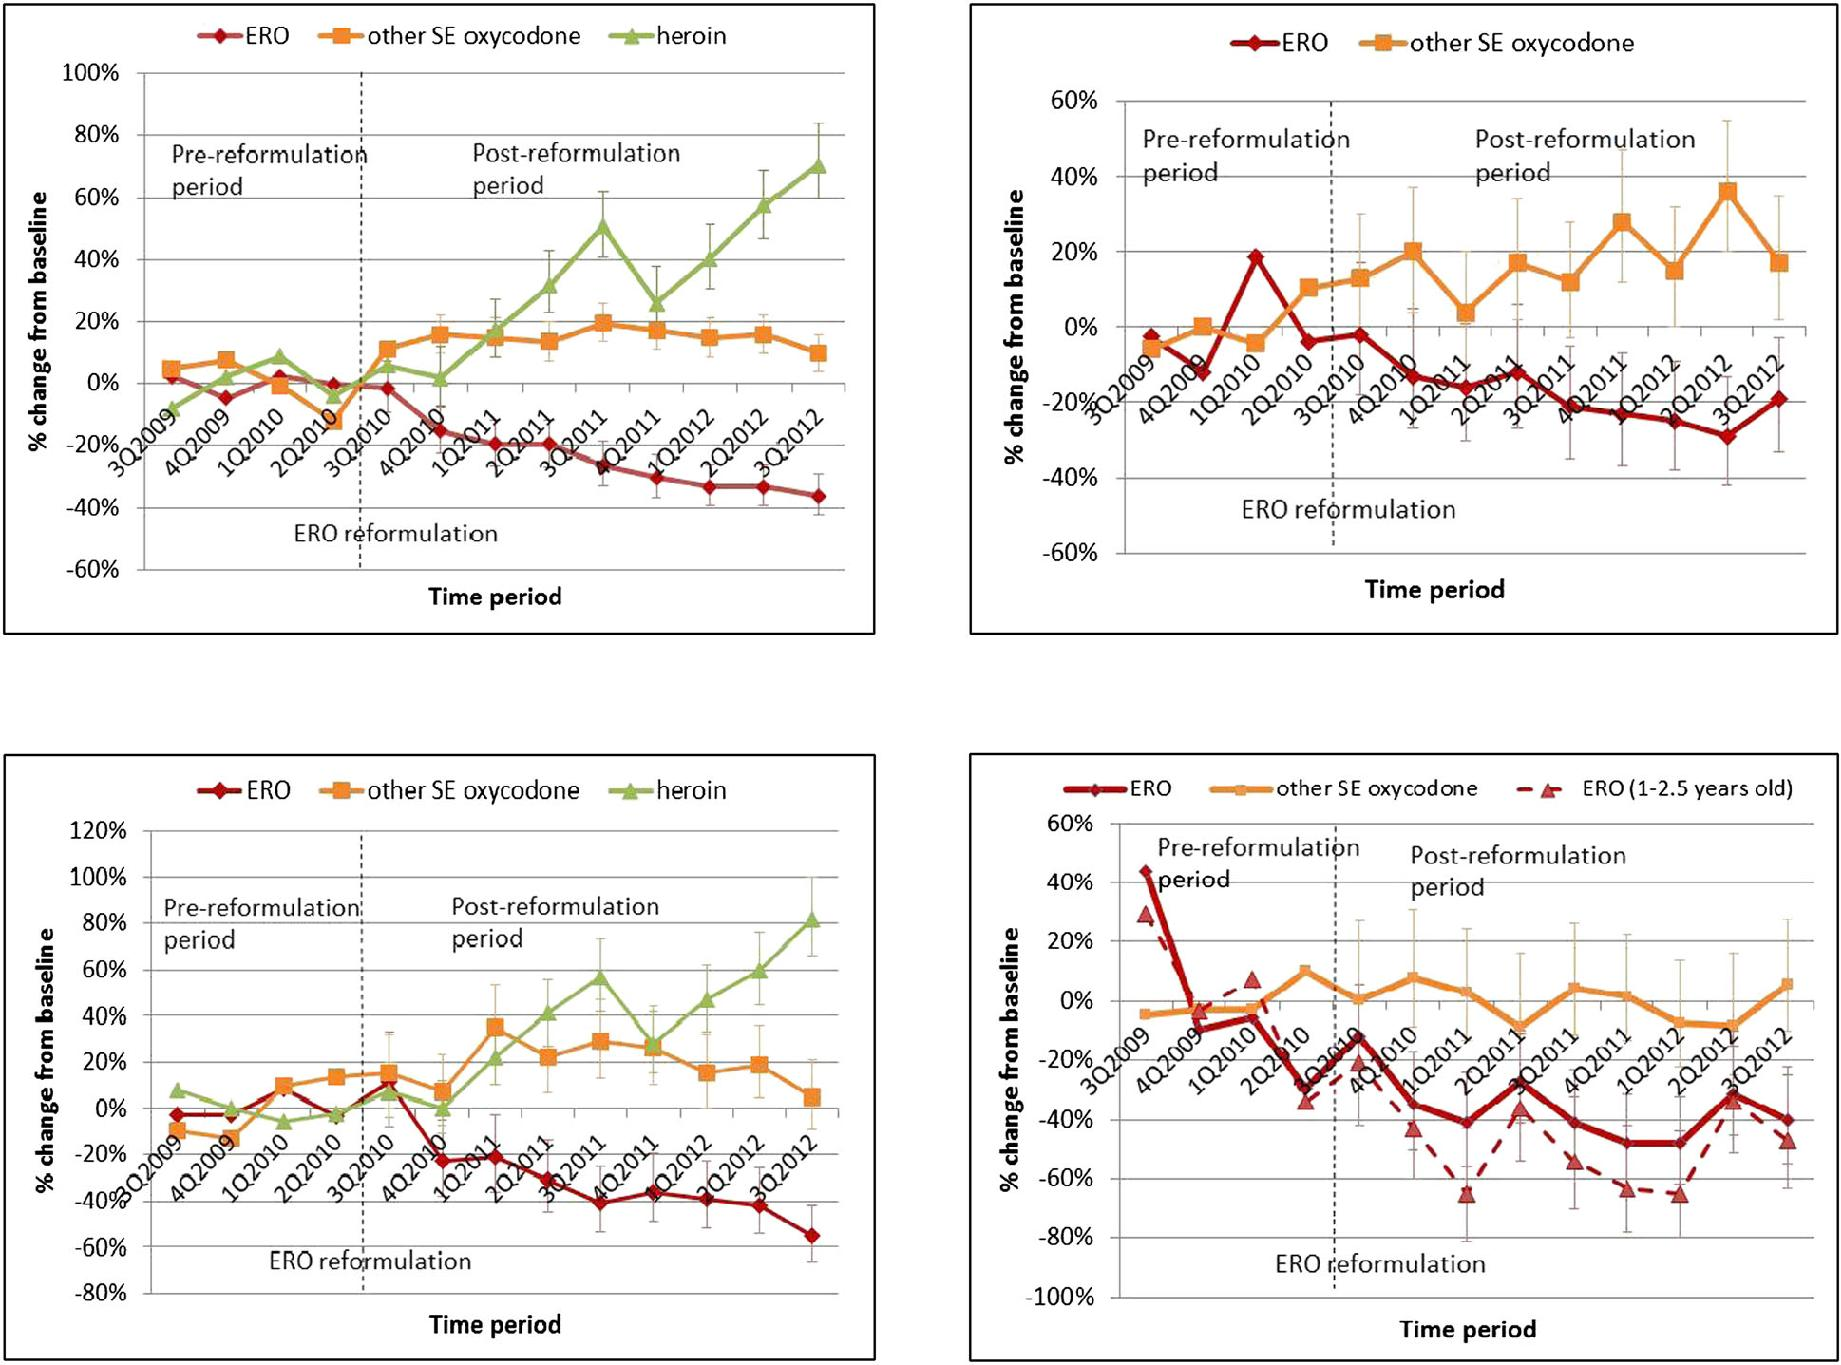 ERO other SE oxycodone heroin
100%
80%
60%
40%
20%
0%
-20%
-40%
-60%
% change from baseline
Pre-reformulation
period
Post-reformulation
period
3Q2009 4Q2009 1Q2010 2Q2010 3Q2010 4Q2010 1Q2011 2Q2011 3Q2011 4Q2011 1Q2012 2Q2012 3Q2012
ERO reformulation
Time period
ERO other SE oxycodone
60%
40%
20%
0%
-20%
-40%
-60%
% change from baseline
Pre-reformulation
period
Post-reformulation
period
3Q2009 4Q2009 1Q2010 2Q2010 3Q2010 4Q2010 1Q2011 2Q2011 3Q2011 4Q2011 1Q2012 2Q2012 3Q2012
ERO reformulation
Time period
ERO other SE oxycodone heroin
120%
100%
80%
60%
40%
20%
0%
-20%
-40%
-60%
-80%
% change from baseline
Pre-reformulation
period
Post-reformulation
period
3Q2009 4Q2009 1Q2010 2Q2010 3Q2010 4Q2010 1Q2011 2Q2011 3Q2011 4Q2011 1Q2012 2Q2012 3Q2012
ERO reformulation
Time period
ERO other SE oxycodone ERO (1-2.5 years old)
60%
40%
20%
0%
-20%
-40%
-60%
-80%
-100%
% change from baseline
Pre-reformulation
period
Post-reformulation
period
3Q2009 4Q2009 1Q2010 2Q2010 3Q2010 4Q2010 1Q2011 2Q2011 3Q2011 4Q2011 1Q2012 2Q2012 3Q2012
ERO reformulation
Time period